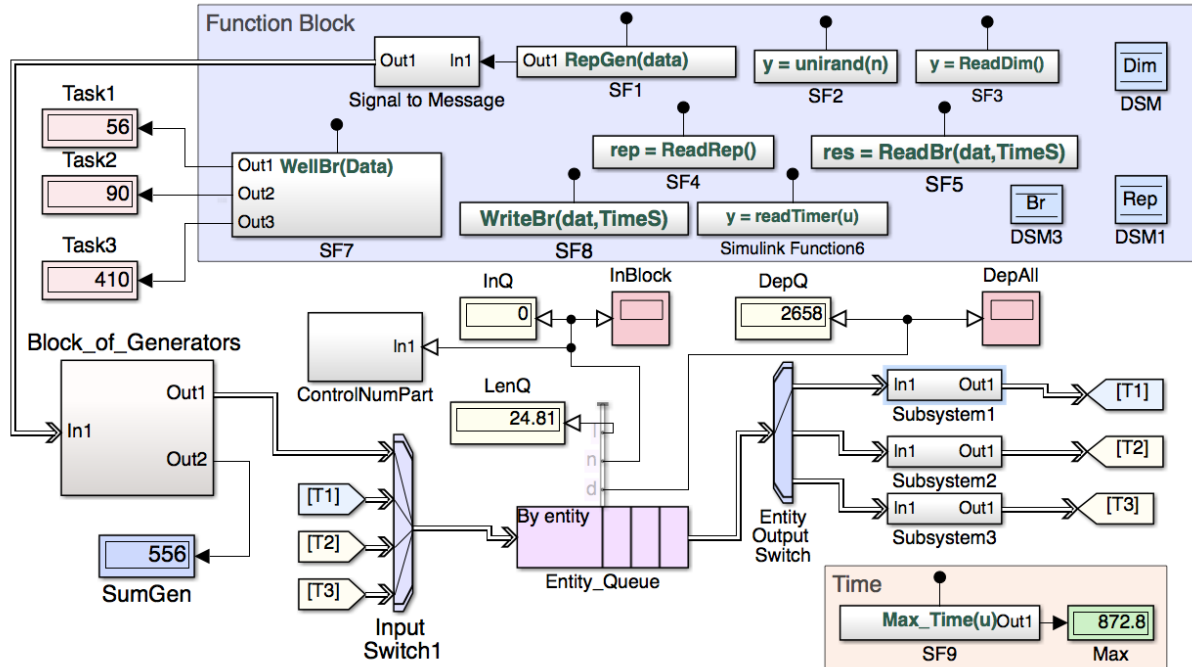 Function Block
Out1 In1
Signal to Message
Out1 RepGen(data)
SF1
y = unirand(n)
SF2
y = ReadDim()
SF3
Dim
DSM
Task1
56
Task2
90
Task3
410
Out1 WellBr(Data)
Out2
Out3
SF7
rep = ReadRep()
SF4
res = ReadBr(dat,TimeS)
SF5
WriteBr(dat,TimeS)
SF8
y = readTimer(u)
Simulink Function6
Br
DSM3
Rep
DSM1
InQ
0
InBlock
DepQ
2658
DepAll
Block_of_Generators
In1
Out1
Out2
In1
ControlNumPart
LenQ
24.81
l
n
d
[T1]
[T2]
[T3]
Input
Switch1
By entity
Entity_Queue
Entity
Output
Switch
In1 Out1
Subsystem1
[T1]
In1 Out1
Subsystem2
[T2]
In1 Out1
Subsystem3
[T3]
556
SumGen
Time
Max_Time(u) Out1
SF9
872.8
Max